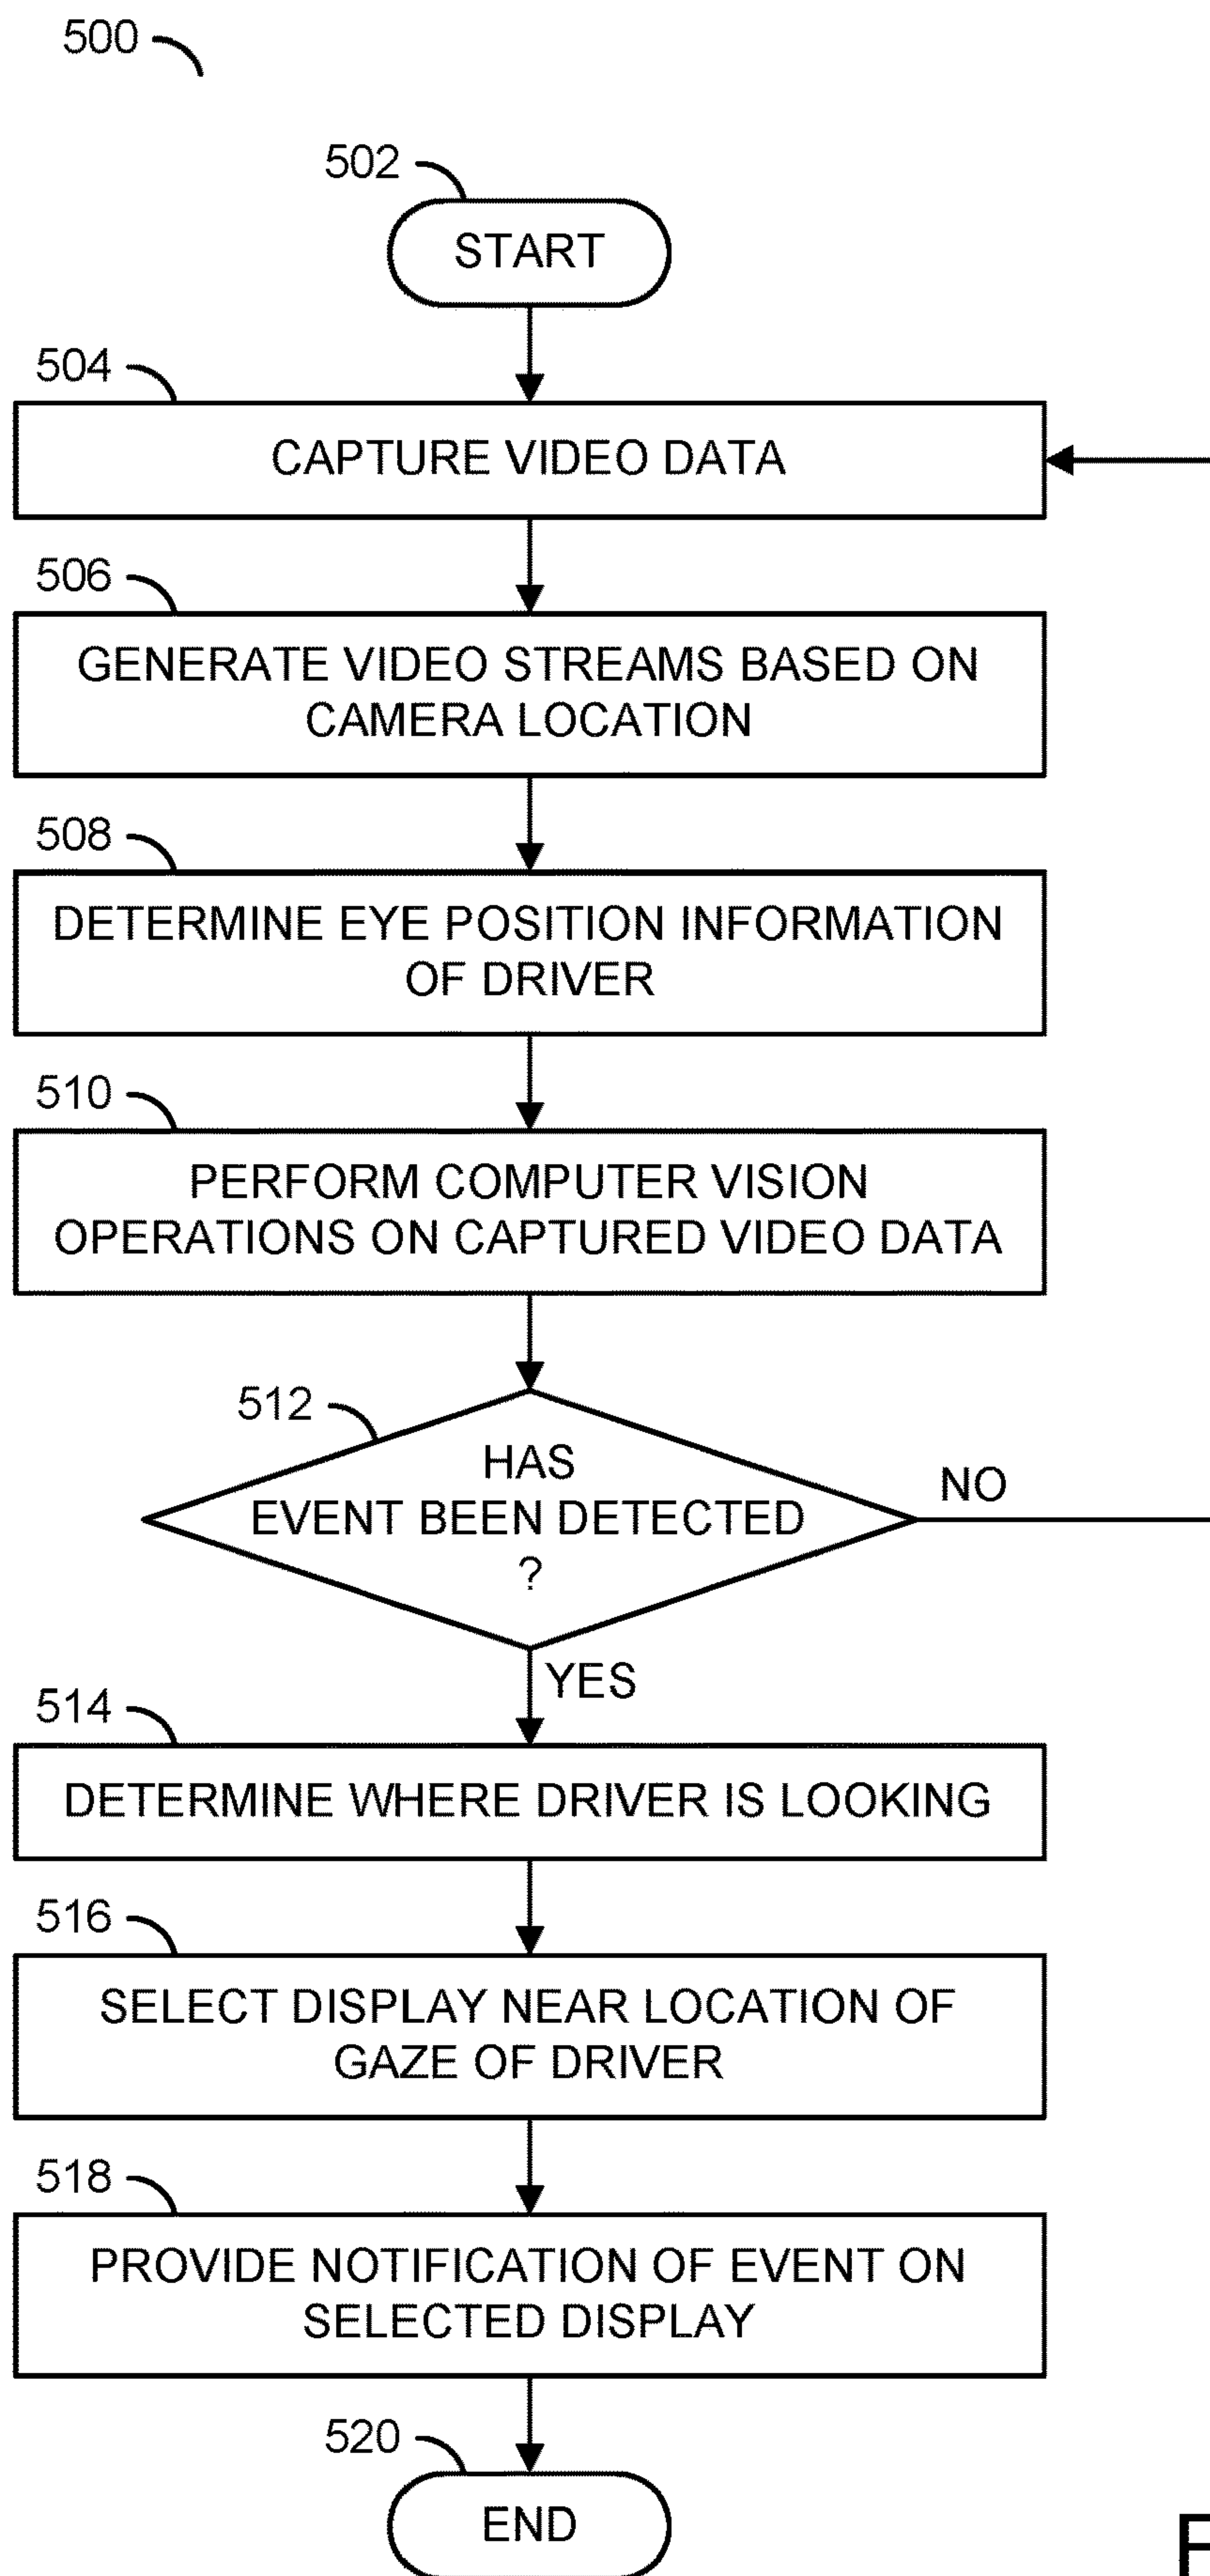 500
502
START
504
CAPTURE VIDEO DATA
506
GENERATE VIDEO STREAMS BASED ON
CAMERA LOCATION
508
DETERMINE EYE POSITION INFORMATION
OF DRIVER
510
PERFORM COMPUTER VISION
OPERATIONS ON CAPTURED VIDEO DATA
512
HAS
EVENT BEEN DETECTED
?
NO
YES
514
DETERMINE WHERE DRIVER IS LOOKING
516
SELECT DISPLAY NEAR LOCATION OF
GAZE OF DRIVER
518
PROVIDE NOTIFICATION OF EVENT ON
SELECTED DISPLAY
520
END